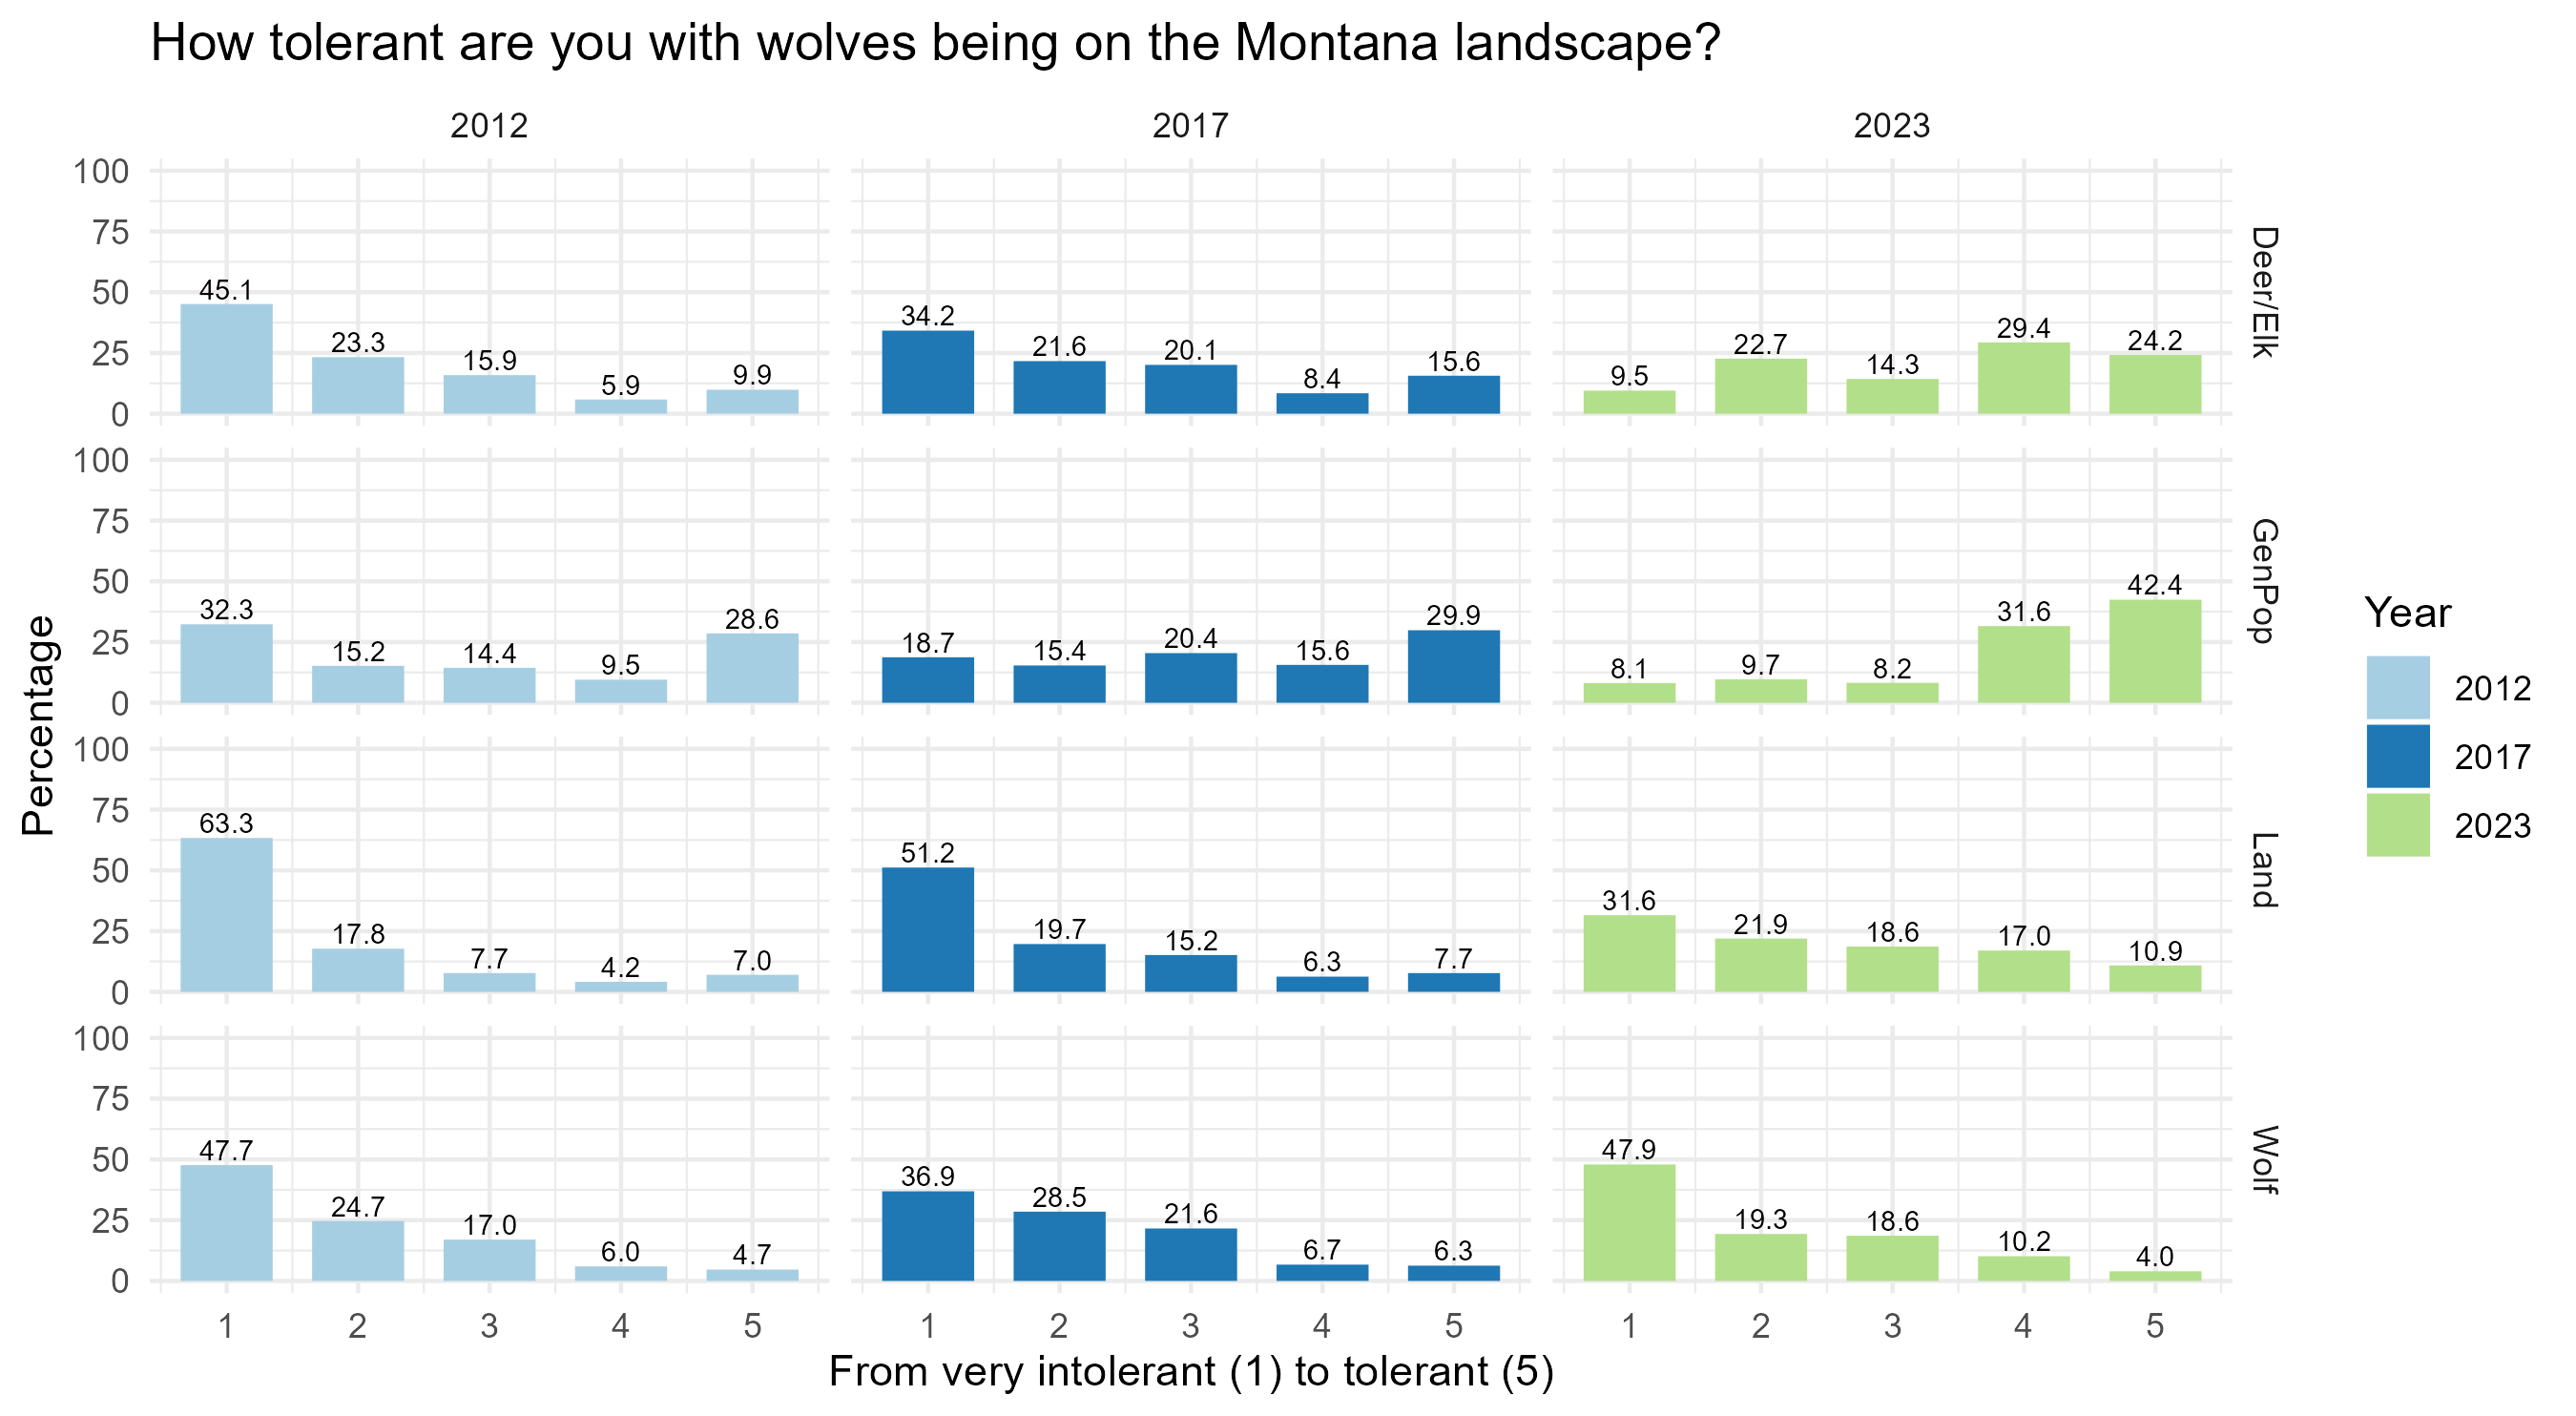 How tolerant are you with wolves being on the Montana landscape?
2012 2017 2023
Percentage
100
75
50
25
0
45.1 23.3 15.9 5.9 9.9
34.2 21.6 20.1 8.4 15.6
9.5 22.7 14.3 29.4 24.2
Deer/Elk
100
75
50
25
0
32.3 15.2 14.4 9.5 28.6
18.7 15.4 20.4 15.6 29.9
8.1 9.7 8.2 31.6 42.4
GenPop
100
75
50
25
0
63.3 17.8 7.7 4.2 7.0
51.2 19.7 15.2 6.3 7.7
31.6 21.9 18.6 17.0 10.9
Land
100
75
50
25
0
47.7 24.7 17.0 6.0 4.7
36.9 28.5 21.6 6.7 6.3
47.9 19.3 18.6 10.2 4.0
Wolf
1 2 3 4 5 1 2 3 4 5 1 2 3 4 5
From very intolerant (1) to tolerant (5)
Year
2012
2017
2023